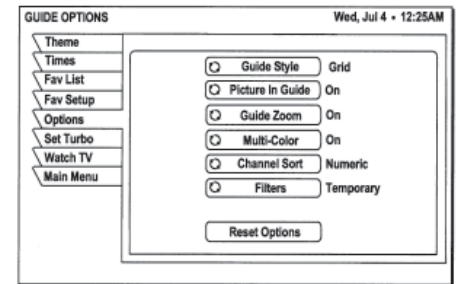 GUIDE OPTIONS Wed, Jul 4 • 12:25AM
Theme
Times
Fav List
Fav Setup
Options
Set Turbo
Watch TV
Main Menu
Guide Style Grid
Picture In Guide On
Guide Zoom On
Multi-Color On
Channel Sort Numeric
Filters Temporary
Reset Options